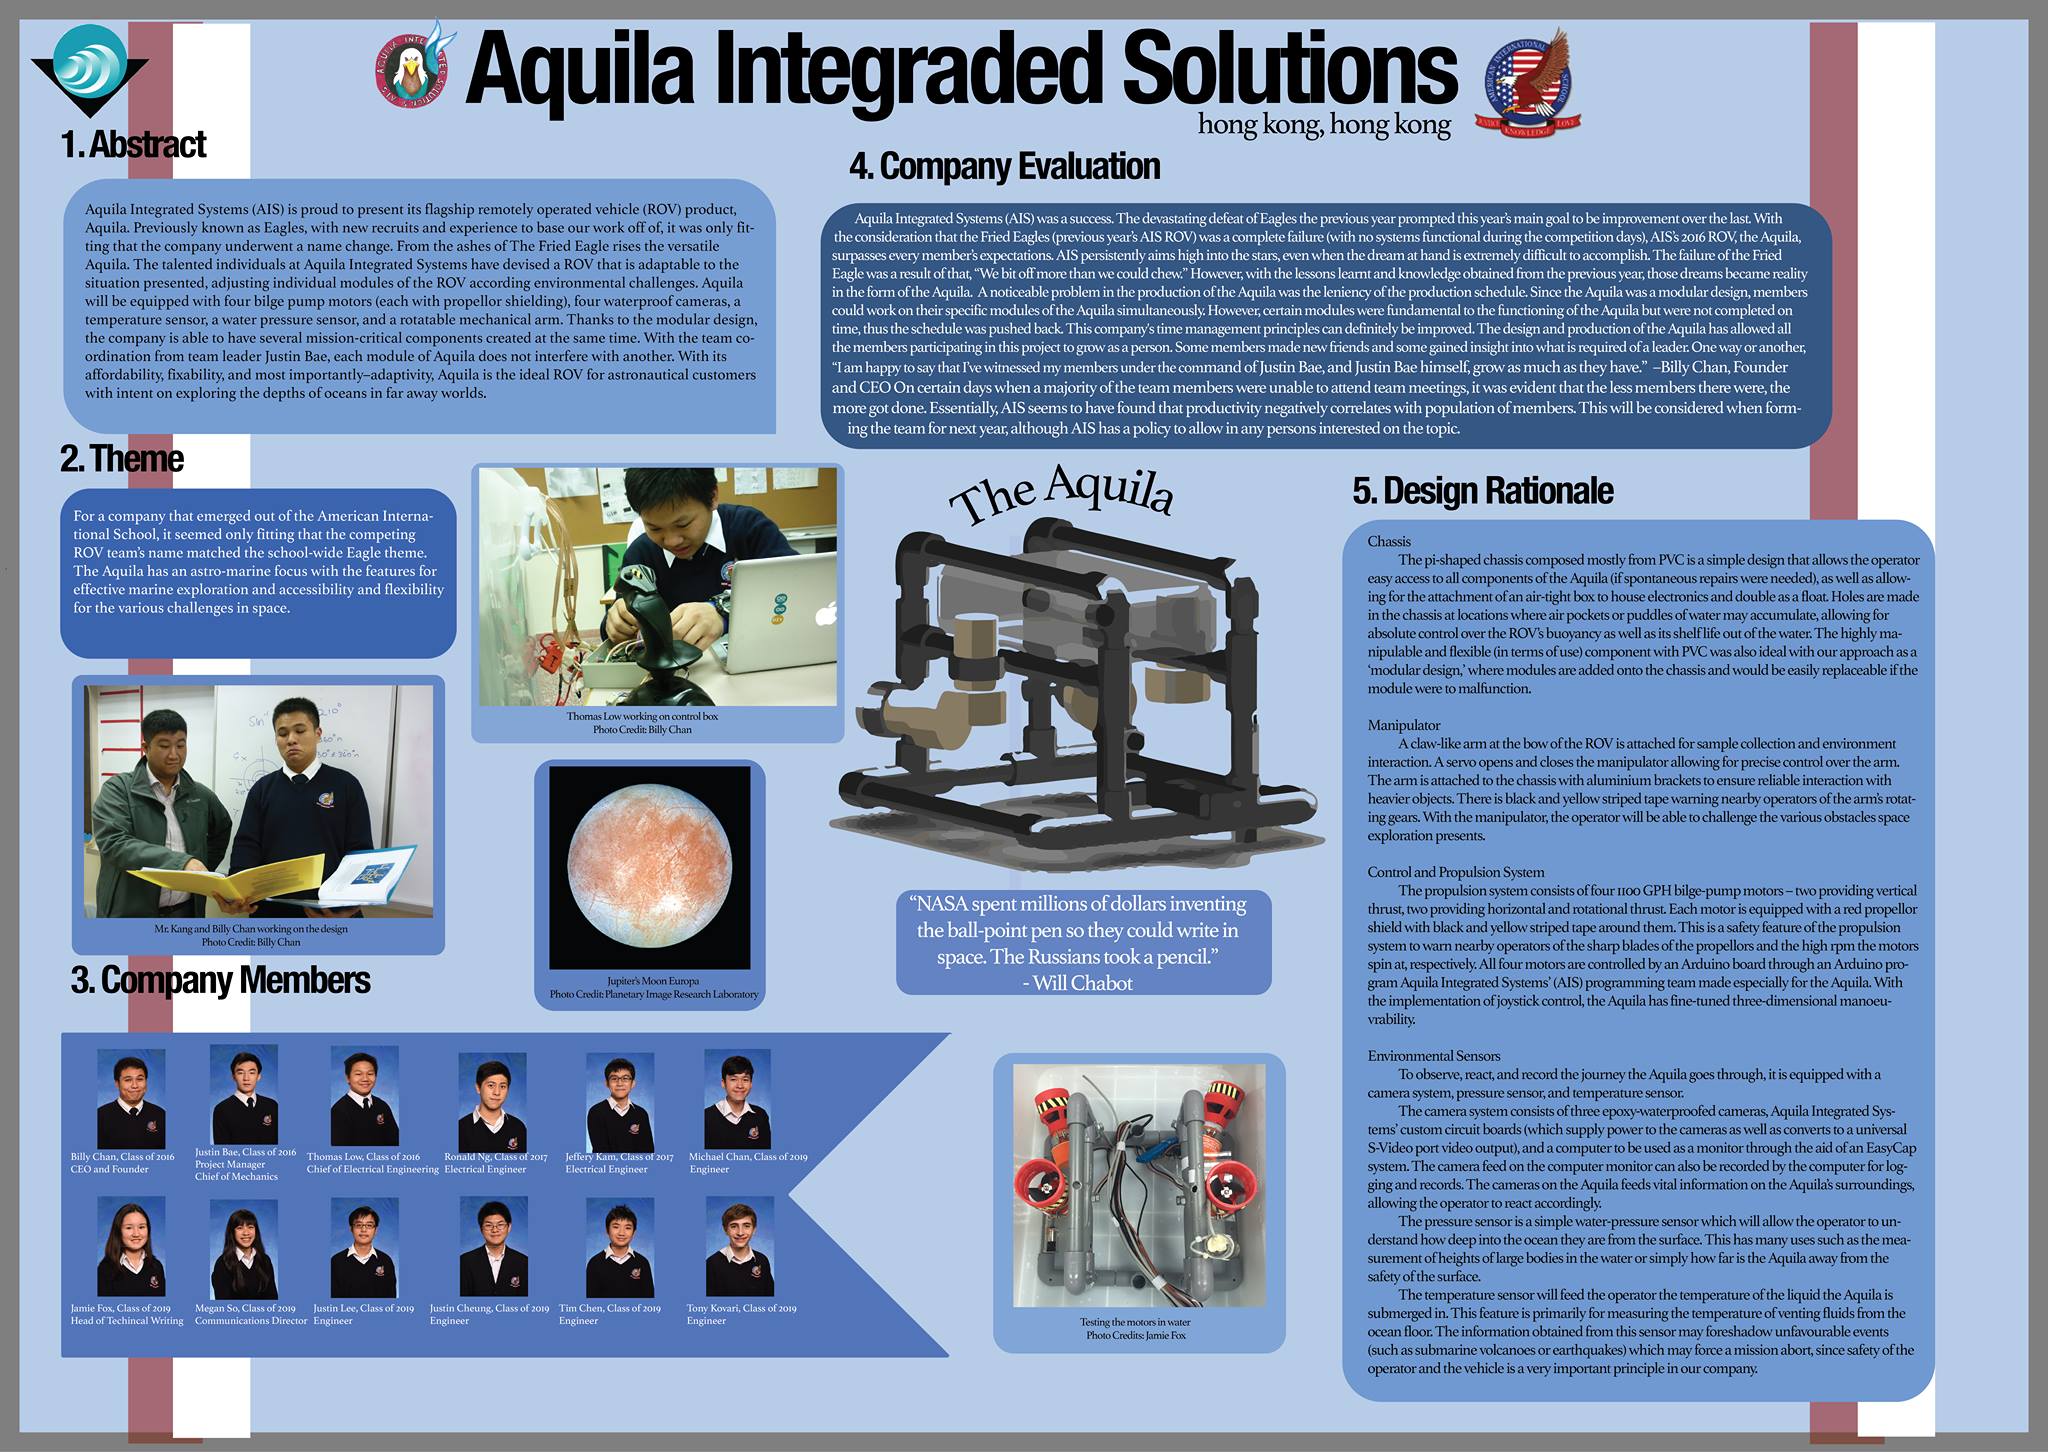 Aquila Integraded Solutions
hong kong, hong kong
AMERICAN INTERNATIONAL SCHOOL
JUSTICE KNOWLEDGE LOVE
1. Abstract
Aquila Integrated Systems (AIS) is proud to present its flagship remotely operated vehicle (ROV) product,
Aquila. Previously known as Eagles, with new recruits and experience to base our work off of, it was only fit-
ting that the company underwent a name change. From the ashes of The Fried Eagle rises the versatile
Aquila. The talented individuals at Aquila Integrated Systems have devised a ROV that is adaptable to the
situation presented, adjusting individual modules of the ROV according environmental challenges. Aquila
will be equipped with four bilge pump motors (each with propellor shielding), four waterproof cameras, a
temperature sensor, a water pressure sensor, and a rotatable mechanical arm. Thanks to the modular design,
the company is able to have several mission-critical components created at the same time. With the team co-
ordination from team leader Justin Bae, each module of Aquila does not interfere with another. With its
affordability, fixability, and most importantly–adaptivity, Aquila is the ideal ROV for astronautical customers
with intent on exploring the depths of oceans in far away worlds.
2. Theme
For a company that emerged out of the American Interna-
tional School, it seemed only fitting that the competing
ROV team's name matched the school-wide Eagle theme.
The Aquila has an astro-marine focus with the features for
effective marine exploration and accessibility and flexibility
for the various challenges in space.
Thomas Low working on control box
Photo Credit: Billy Chan
Mr. Kang and Billy Chan working on the design
Photo Credit: Billy Chan
Jupiter's Moon Europa
Photo Credit: Planetary Image Research Laboratory
3. Company Members
Billy Chan, Class of 2016
CEO and Founder
Justin Bae, Class of 2016
Project Manager
Chief of Mechanics
Thomas Low, Class of 2016
Chief of Electrical Engineering
Ronald Ng, Class of 2017
Electrical Engineer
Jeffery Kam, Class of 2017
Electrical Engineer
Michael Chan, Class of 2019
Engineer
Jamie Fox, Class of 2019
Head of Techincal Writing
Megan So, Class of 2019
Communications Director
Justin Lee, Class of 2019
Engineer
Justin Cheung, Class of 2019
Engineer
Tim Chen, Class of 2019
Engineer
Tony Kovari, Class of 2019
Engineer
4. Company Evaluation
Aquila Integrated Systems (AIS) was a success. The devastating defeat of Eagles the previous year prompted this year's main goal to be improvement over the last. With
the consideration that the Fried Eagles (previous year's AIS ROV) was a complete failure (with no systems functional during the competition days), AIS's 2016 ROV, the Aquila,
surpasses every member's expectations. AIS persistently aims high into the stars, even when the dream at hand is extremely difficult to accomplish. The failure of the Fried
Eagle was a result of that, “We bit off more than we could chew.” However, with the lessons learnt and knowledge obtained from the previous year, those dreams became reality
in the form of the Aquila. A noticeable problem in the production of the Aquila was the leniency of the production schedule. Since the Aquila was a modular design, members
could work on their specific modules of the Aquila simultaneously. However, certain modules were fundamental to the functioning of the Aquila but were not completed on
time, thus the schedule was pushed back. This company's time management principles can definitely be improved. The design and production of the Aquila has allowed all
the members participating in this project to grow as a person. Some members made new friends and some gained insight into what is required of a leader. One way or another,
“I am happy to say that I've witnessed my members under the command of Justin Bae, and Justin Bae himself, grow as much as they have.” –Billy Chan, Founder
and CEO On certain days when a majority of the team members were unable to attend team meetings, it was evident that the less members there were, the
more got done. Essentially, AIS seems to have found that productivity negatively correlates with population of members. This will be considered when form-
ing the team for next year, although AIS has a policy to allow in any persons interested on the topic.
The Aquila
“NASA spent millions of dollars inventing
the ball-point pen so they could write in
space. The Russians took a pencil.”
- Will Chabot
Testing the motors in water
Photo Credits: Jamie Fox
5. Design Rationale
Chassis
The pi-shaped chassis composed mostly from PVC is a simple design that allows the operator
easy access to all components of the Aquila (if spontaneous repairs were needed), as well as allow-
ing for the attachment of an air-tight box to house electronics and double as a float. Holes are made
in the chassis at locations where air pockets or puddles of water may accumulate, allowing for
absolute control over the ROV's buoyancy as well as its shelf life out of the water. The highly ma-
nipulable and flexible (in terms of use) component with PVC was also ideal with our approach as a
‘modular design,’ where modules are added onto the chassis and would be easily replaceable if the
module were to malfunction.
Manipulator
A claw-like arm at the bow of the ROV is attached for sample collection and environment
interaction. A servo opens and closes the manipulator allowing for precise control over the arm.
The arm is attached to the chassis with aluminium brackets to ensure reliable interaction with
heavier objects. There is black and yellow striped tape warning nearby operators of the arm's rotat-
ing gears. With the manipulator, the operator will be able to challenge the various obstacles space
exploration presents.
Control and Propulsion System
The propulsion system consists of four 1100 GPH bilge-pump motors – two providing vertical
thrust, two providing horizontal and rotational thrust. Each motor is equipped with a red propellor
shield with black and yellow striped tape around them. This is a safety feature of the propulsion
system to warn nearby operators of the sharp blades of the propellors and the high rpm the motors
spin at, respectively. All four motors are controlled by an Arduino board through an Arduino pro-
gram Aquila Integrated Systems' (AIS) programming team made especially for the Aquila. With
the implementation of joystick control, the Aquila has fine-tuned three-dimensional manoeu-
vrability.
Environmental Sensors
To observe, react, and record the journey the Aquila goes through, it is equipped with a
camera system, pressure sensor, and temperature sensor.
The camera system consists of three epoxy-waterproofed cameras, Aquila Integrated Sys-
tems' custom circuit boards (which supply power to the cameras as well as converts to a universal
S-Video port video output), and a computer to be used as a monitor through the aid of an EasyCap
system. The camera feed on the computer monitor can also be recorded by the computer for log-
ging and records. The cameras on the Aquila feeds vital information on the Aquila's surroundings,
allowing the operator to react accordingly.
The pressure sensor is a simple water-pressure sensor which will allow the operator to un-
derstand how deep into the ocean they are from the surface. This has many uses such as the mea-
surement of heights of large bodies in the water or simply how far is the Aquila away from the
safety of the surface.
The temperature sensor will feed the operator the temperature of the liquid the Aquila is
submerged in. This feature is primarily for measuring the temperature of venting fluids from the
ocean floor. The information obtained from this sensor may foreshadow unfavourable events
(such as submarine volcanoes or earthquakes) which may force a mission abort, since safety of the
operator and the vehicle is a very important principle in our company.